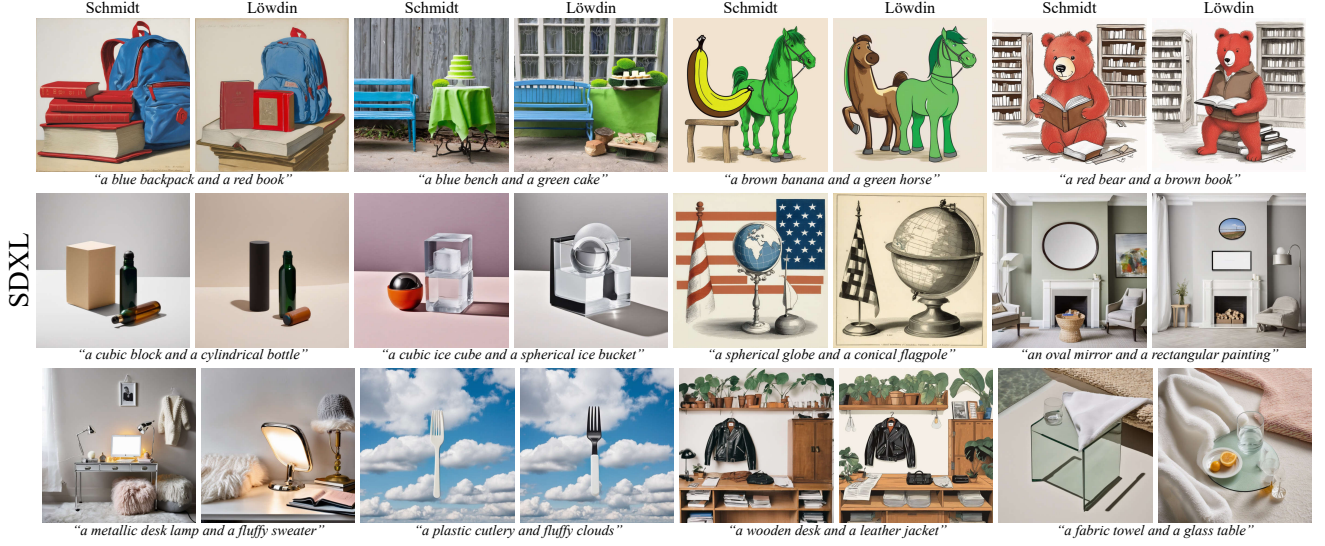 Schmidt Löwdin Schmidt Löwdin Schmidt Löwdin Schmidt Löwdin
“a blue backpack and a red book” “a blue bench and a green cake” “a brown banana and a green horse” “a red bear and a brown book”
SDXL
“a cubic block and a cylindrical bottle” “a cubic ice cube and a spherical ice bucket” “a spherical globe and a conical flagpole” “an oval mirror and a rectangular painting”
“a metallic desk lamp and a fluffy sweater” “a plastic cutlery and fluffy clouds” “a wooden desk and a leather jacket” “a fabric towel and a glass table”